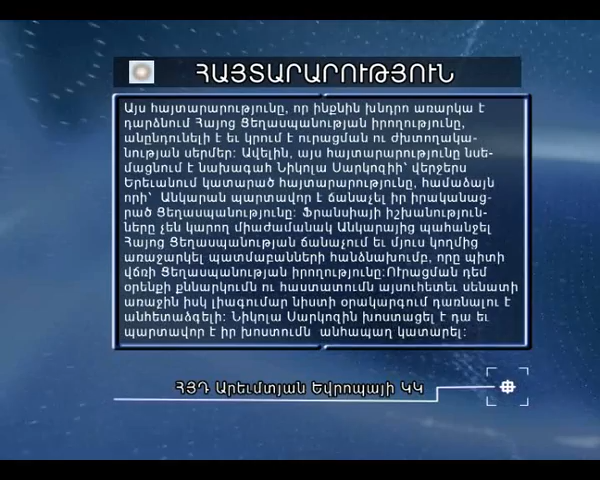 ՀԱՅՏԱՐԱՐՈՒԹՅՈՒՆ
Այս հայտարարությունը, որ ինքնին խնդրո առարկա է
դարձնում Հայոց Ցեղասպանության իրողությունը,
անընդունելի է եւ կրում է ուրացման ու ժխտողակա-
նության սերմեր: Ավելին, այս հայտարարությունը նսե-
մացնում է նախագահ Նիկոլա Սարկոզիի՝ վերջերս
Երեւանում կատարած հայտարարությունը, համաձայն
որի՝ Անկարան պարտավոր է ճանաչել իր իրականաց-
րած Ցեղասպանությունը: Ֆրանսիայի իշխանություն-
ները չեն կարող միաժամանակ Անկարայից պահանջել
Հայոց Ցեղասպանության ճանաչում եւ մյուս կողմից
առաջարկել պատմաբանների հանձնախումբ, որը պիտի
վճռի Ցեղասպանության իրողությունը:Ուրացման դեմ
օրենքի քննարկումն ու հաստատումն այսուհետեւ սենատի
առաջին իսկ լիագումար նիստի օրակարգում դառնալու է
անհետաձգելի: Նիկոլա Սարկոզին խոստացել է դա եւ
պարտավոր է իր խոստումն անհապաղ կատարել:
ՀՅԴ Արեւմտյան Եվրոպայի ԿԿ